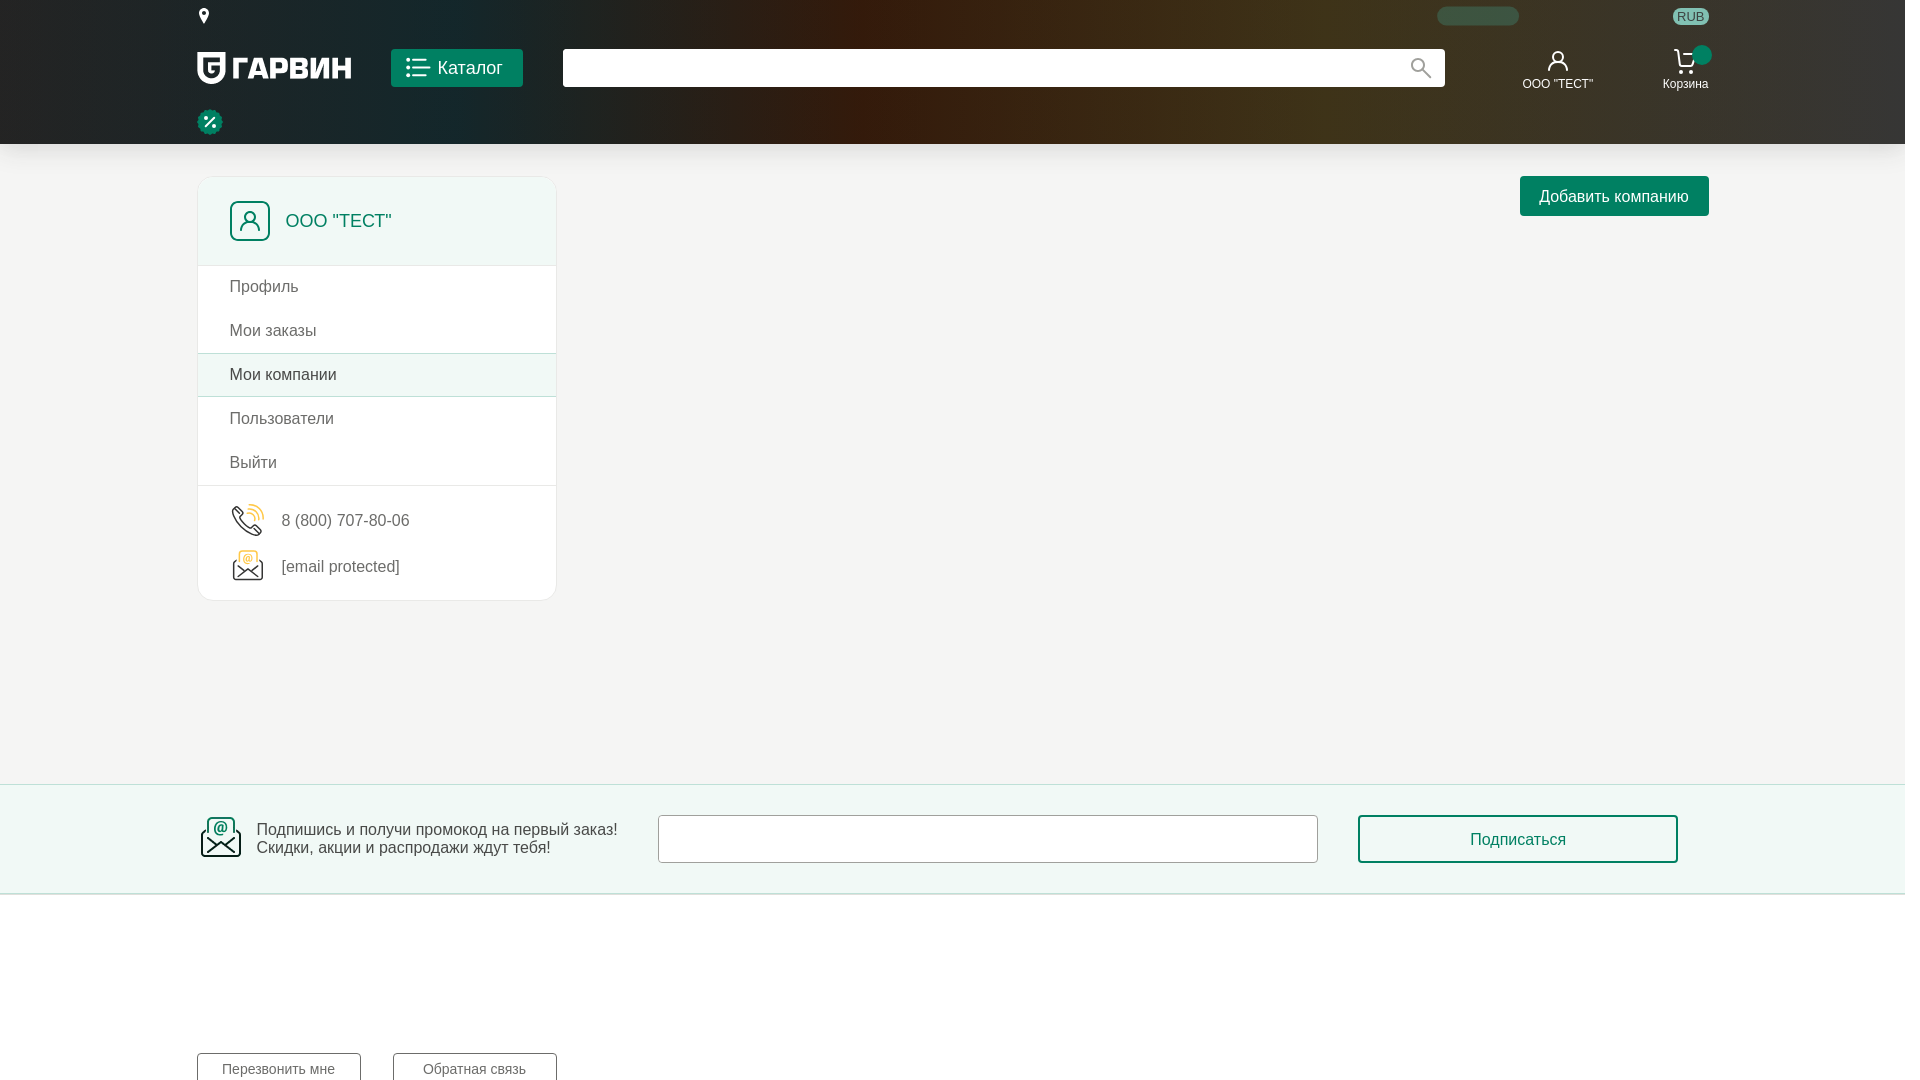 RUB
ГАРВИН
Каталог
ООО "ТЕСТ"
Корзина
ООО "ТЕСТ"
Добавить компанию
Профиль
Мои заказы
Мои компании
Пользователи
Выйти
8 (800) 707-80-06
[email protected]
Подпишись и получи промокод на первый заказ!
Скидки, акции и распродажи ждут тебя!
Подписаться
Перезвонить мне
Обратная связь